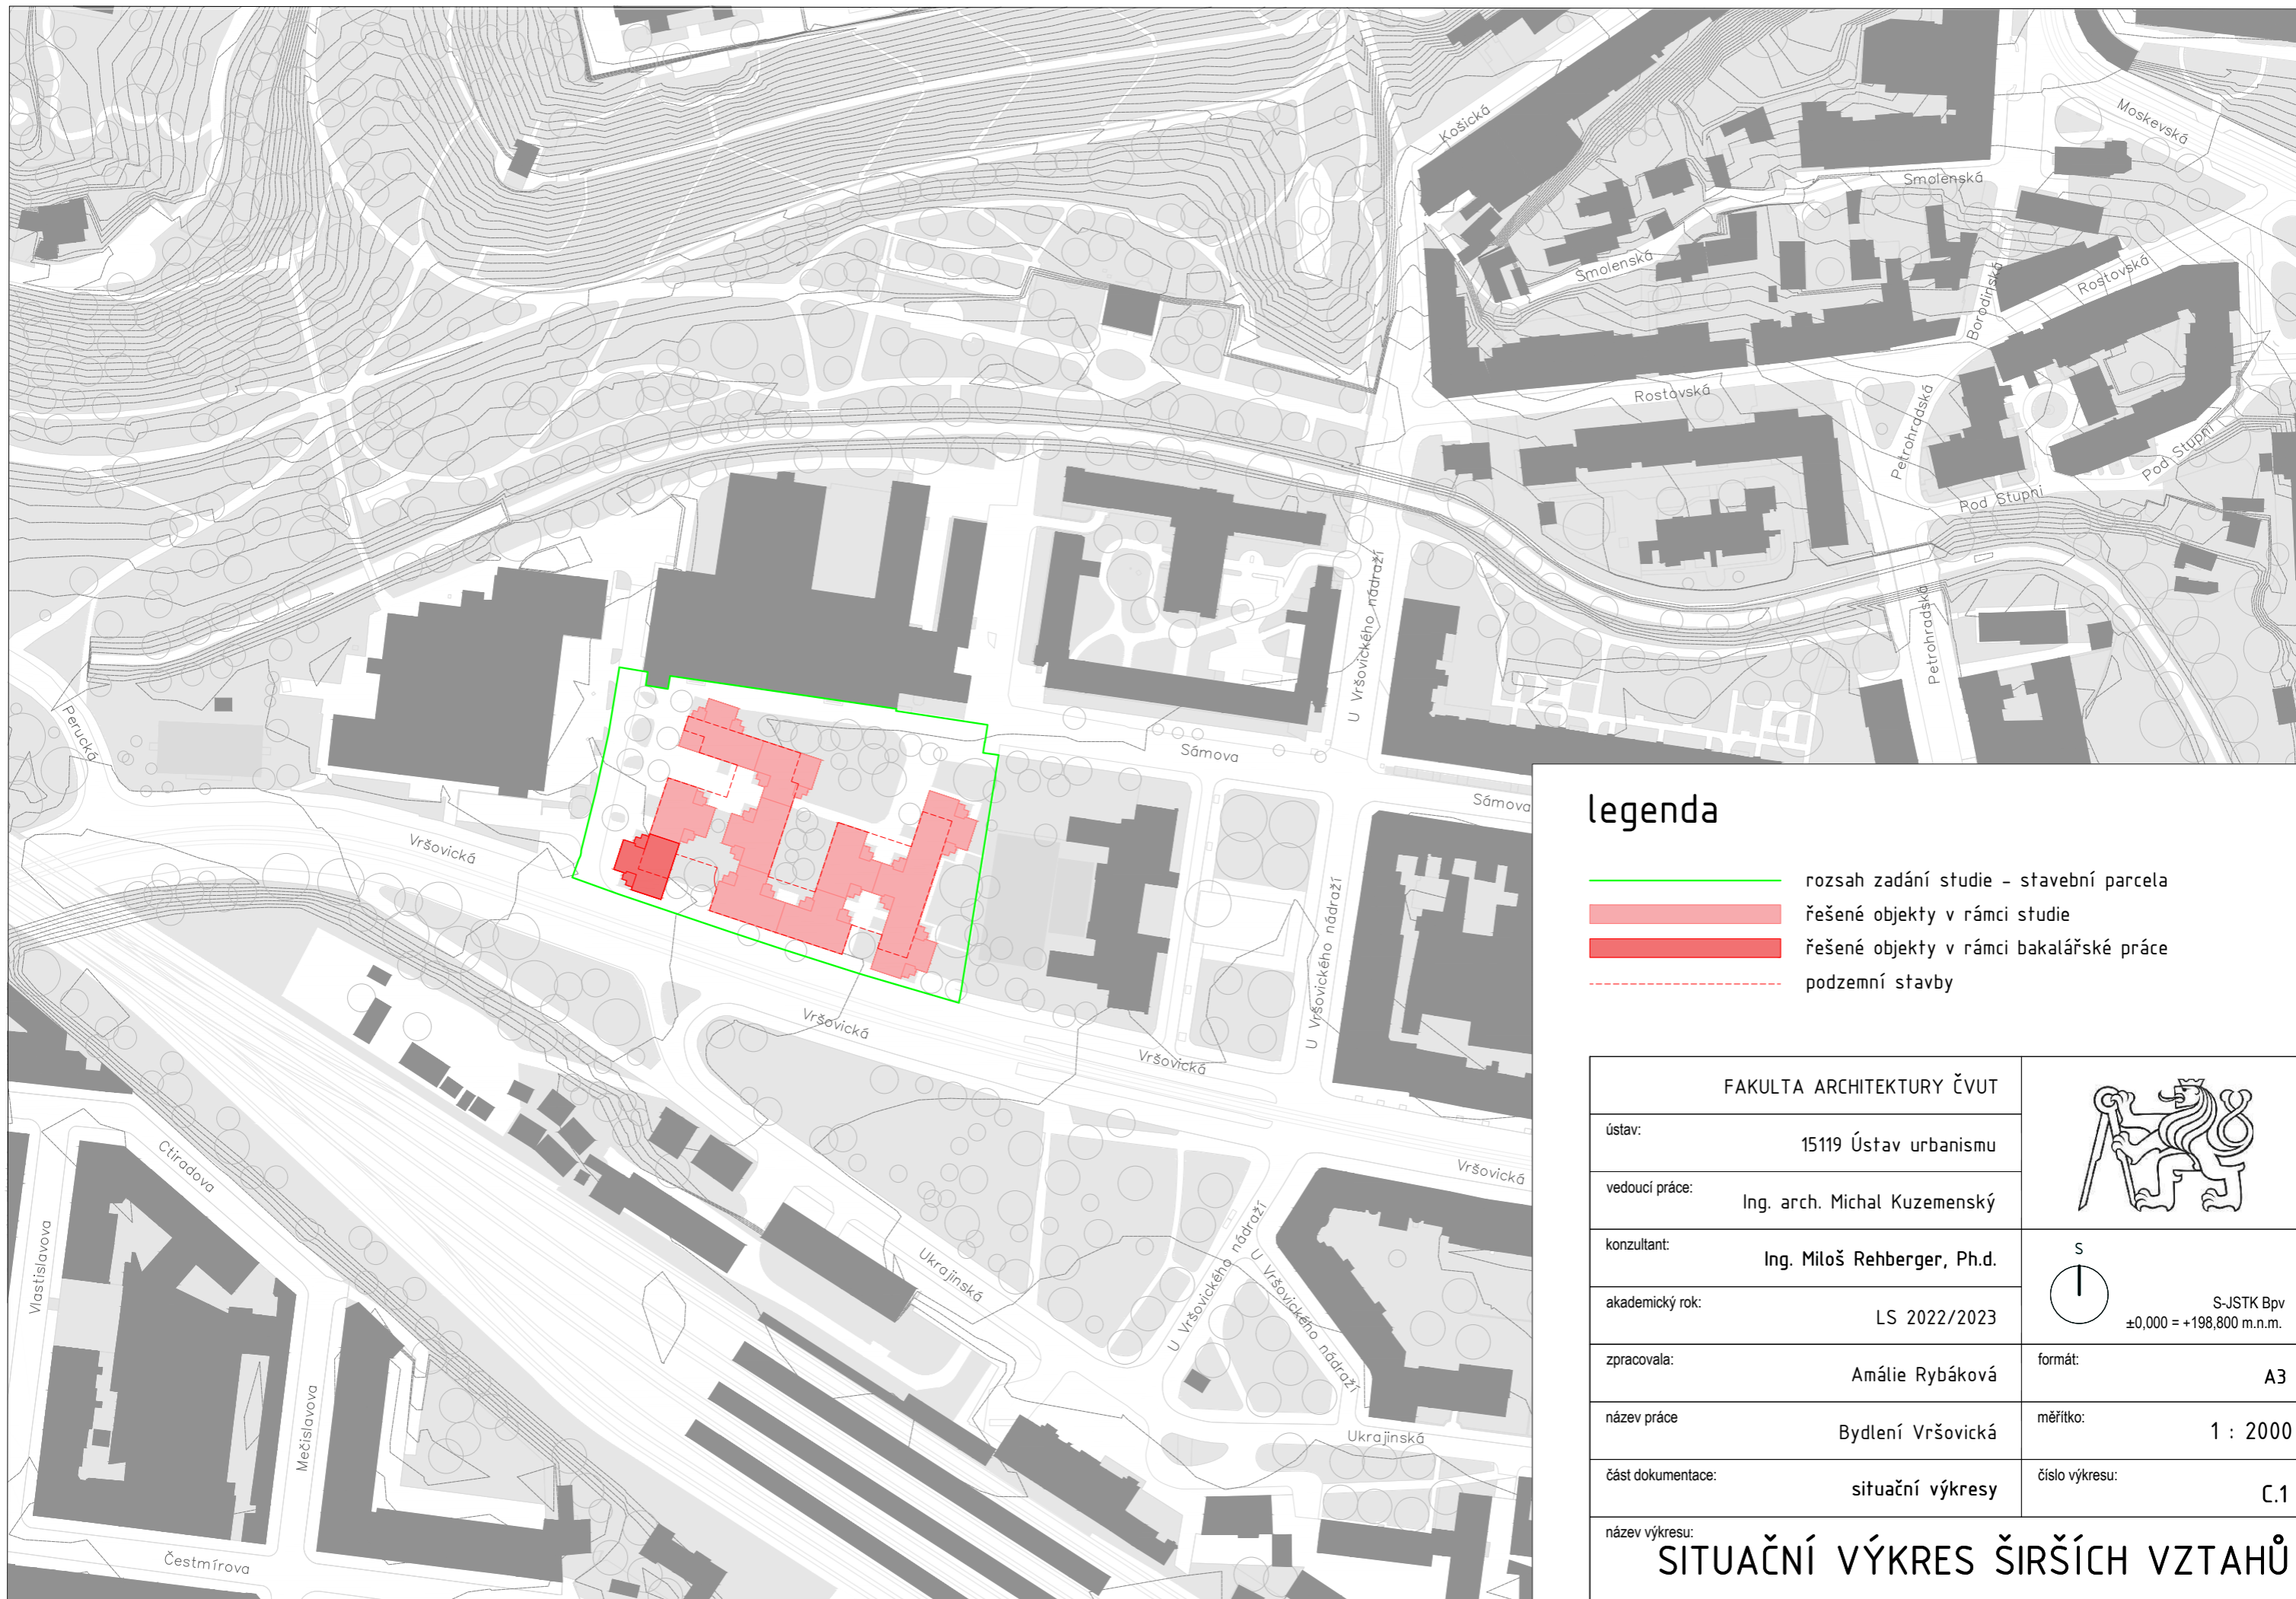 Košická
Moskevská
Smolenská
Smolenská
Borodinská
Rostovská
Rostovská
Petrohradská
Pod Stupni
Pod Stupni
U Vršovického nádraží
Petrohradská
Perucká
Sámova
Sámova
Vršovická
U Vršovického nádraží
Vršovická
Vršovická
Vršovická
Ctiradova
Vlastislavova
Ukrajinská
U Vršovického nádraží
U Vršovického nádraží
Mečislavova
Ukrajinská
Čestmírova
legenda
rozsah zadání studie - stavební parcela
řešené objekty v rámci studie
řešené objekty v rámci bakalářské práce
podzemní stavby
FAKULTA ARCHITEKTURY ČVUT
ústav:
15119 Ústav urbanismu
vedoucí práce:
Ing. arch. Michal Kuzemenský
konzultant:
Ing. Miloš Rehberger, Ph.d.
S
akademický rok:
LS 2022/2023
S-JSTK Bpv
±0,000 = +198,800 m.n.m.
zpracovala:
Amálie Rybáková
formát:
A3
název práce
Bydlení Vršovická
měřítko:
1 : 2000
část dokumentace:
situační výkresy
číslo výkresu:
C.1
název výkresu:
SITUAČNÍ VÝKRES ŠIRŠÍCH VZTAHŮ